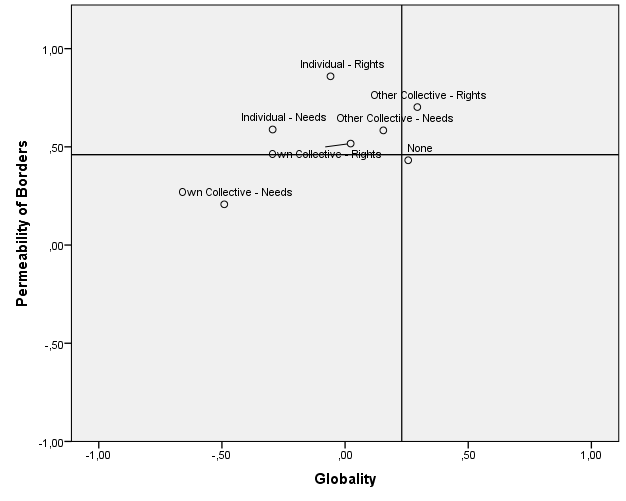 1,00
Individual - Rights
Other Collective - Rights
Individual - Needs
Other Collective - Needs
,50
None
Own Collective - Rights
Own Collective - Needs
,00
-,50
-1,00
Permeability of Borders
-1,00
-,50
,00
,50
1,00
Globality